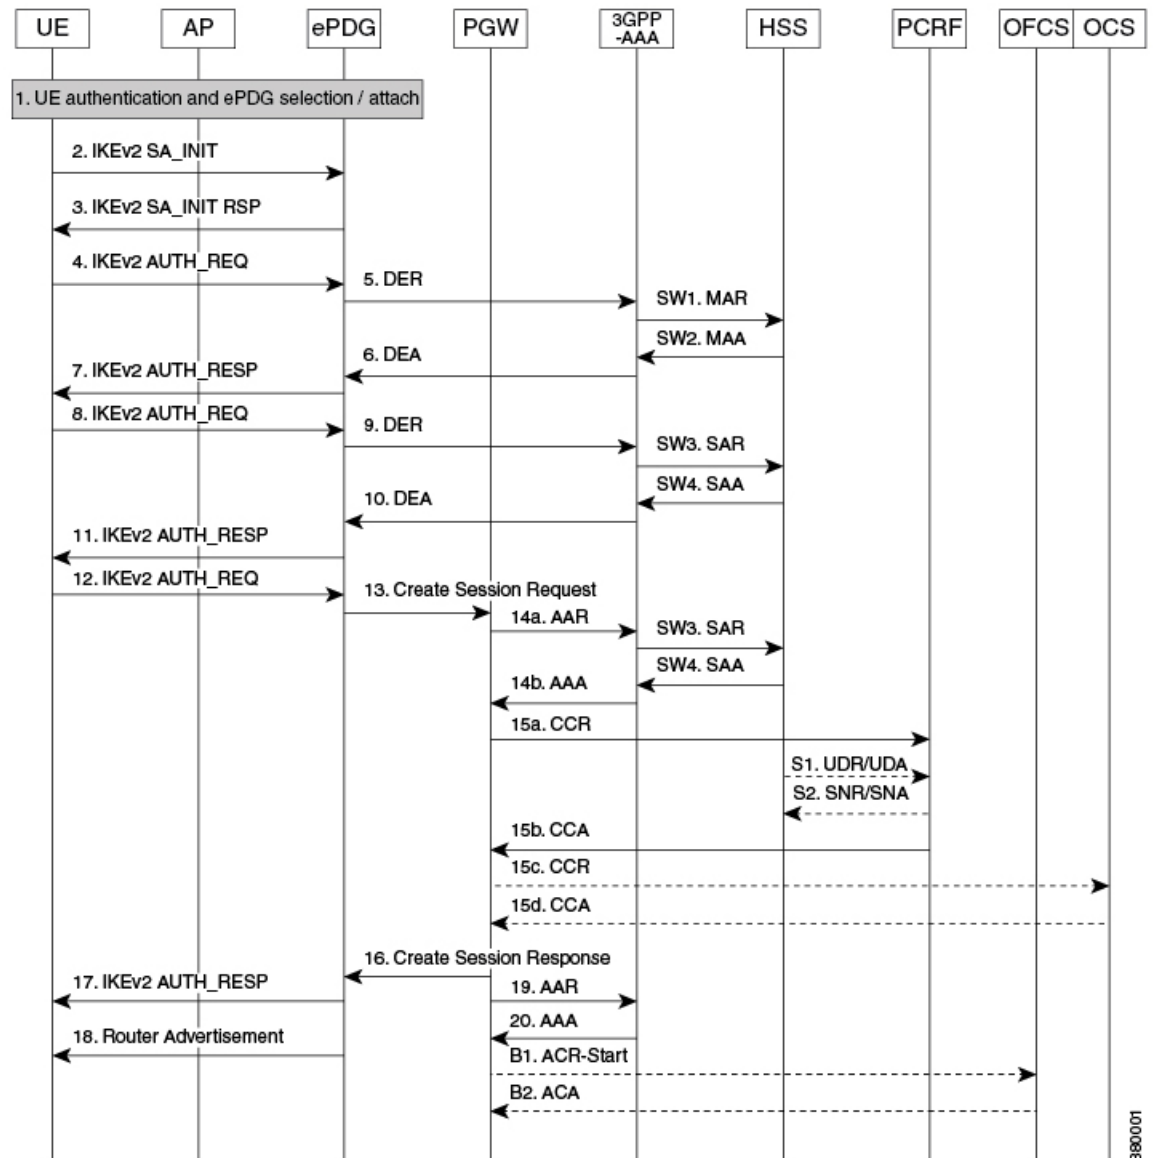 UE
AP
ePDG
PGW
3GPP
-AAA
HSS
PCRF
OFCS
OCS
1. UE authentication and ePDG selection / attach
2. IKEv2 SA_INIT
3. IKEv2 SA_INIT RSP
4. IKEv2 AUTH_REQ
5. DER
SW1. MAR
SW2. MAA
6. DEA
7. IKEv2 AUTH_RESP
8. IKEv2 AUTH_REQ
9. DER
SW3. SAR
SW4. SAA
10. DEA
11. IKEv2 AUTH_RESP
12. IKEv2 AUTH_REQ
13. Create Session Request
14a. AAR
SW3. SAR
SW4. SAA
14b. AAA
15a. CCR
S1. UDR/UDA
S2. SNR/SNA
15b. CCA
15c. CCR
15d. CCA
16. Create Session Response
17. IKEv2 AUTH_RESP
19. AAR
20. AAA
18. Router Advertisement
B1. ACR-Start
B2. ACA
380001